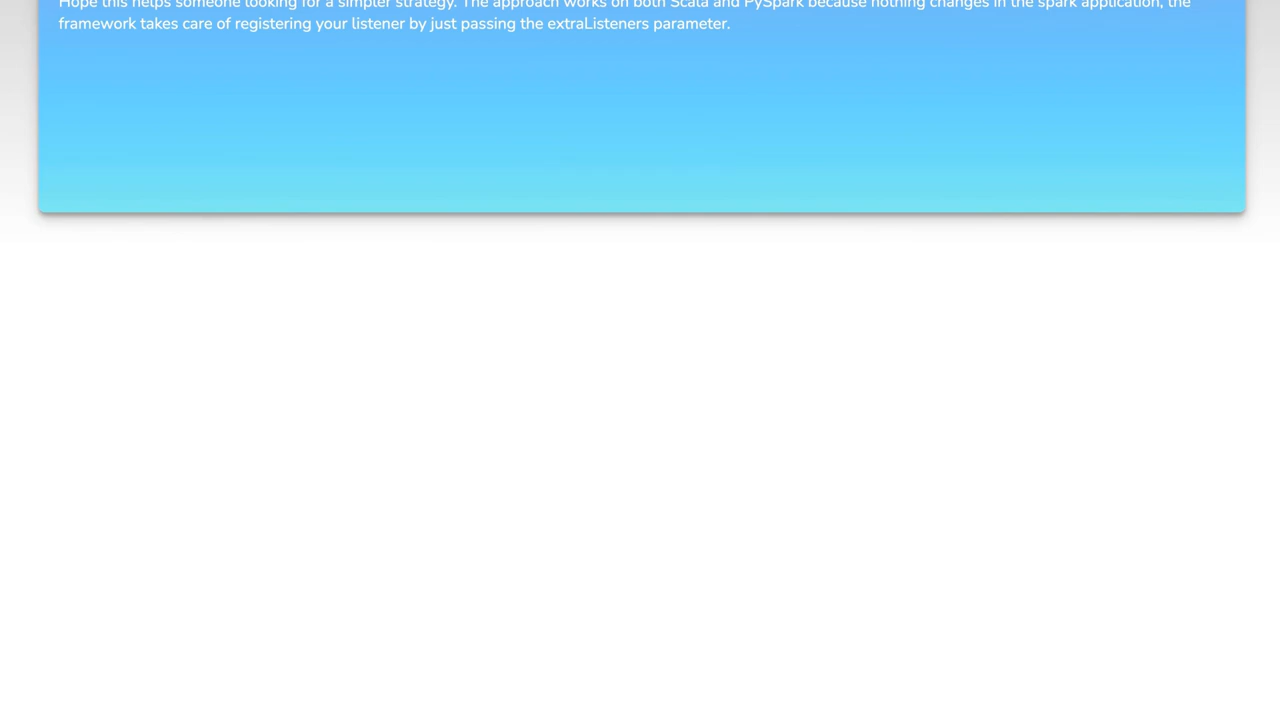 Hope this helps someone looking for a simpler strategy. The approach works on both Scala and PySpark because nothing changes in the spark application, the
framework takes care of registering your listener by just passing the extraListeners parameter.